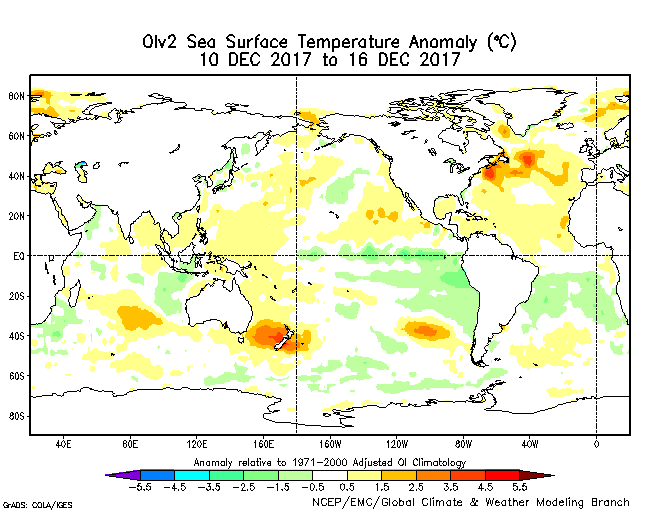 OIv2 Sea Surface Temperature Anomaly (°C)
10 DEC 2017 to 16 DEC 2017
80N
60N
40N
20N
EQ
20S
40S
60S
80S
40E 80E 120E 160E 160W 120W 80W 40W 0
Anomaly relative to 1971-2000 Adjusted OI Climatology
-5.5 -4.5 -3.5 -2.5 -1.5 -0.5 0.5 1.5 2.5 3.5 4.5 5.5
GrADS: COLA/IGES
NCEP/EMC/Global Climate & Weather Modeling Branch